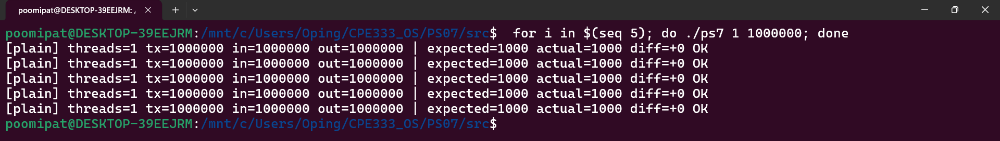 poomipat@DESKTOP-39EEJRM: /
poomipat@DESKTOP-39EEJRM:/mnt/c/Users/Oping/CPE333_OS/PS07/src$  for i in $(seq 5); do ./ps7 1 1000000; done
[plain] threads=1 tx=1000000 in=1000000 out=1000000 | expected=1000 actual=1000 diff=+0 OK
[plain] threads=1 tx=1000000 in=1000000 out=1000000 | expected=1000 actual=1000 diff=+0 OK
[plain] threads=1 tx=1000000 in=1000000 out=1000000 | expected=1000 actual=1000 diff=+0 OK
[plain] threads=1 tx=1000000 in=1000000 out=1000000 | expected=1000 actual=1000 diff=+0 OK
[plain] threads=1 tx=1000000 in=1000000 out=1000000 | expected=1000 actual=1000 diff=+0 OK
poomipat@DESKTOP-39EEJRM:/mnt/c/Users/Oping/CPE333_OS/PS07/src$